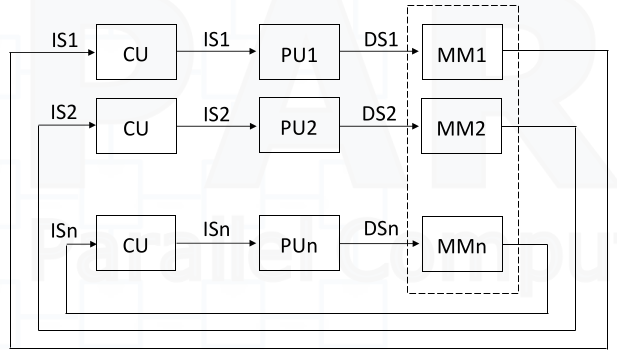 IS1 CU IS1 PU1 DS1 MM1
IS2 CU IS2 PU2 DS2 MM2
ISn CU ISn PUn DSn MMn
PAR
Parallel Comput